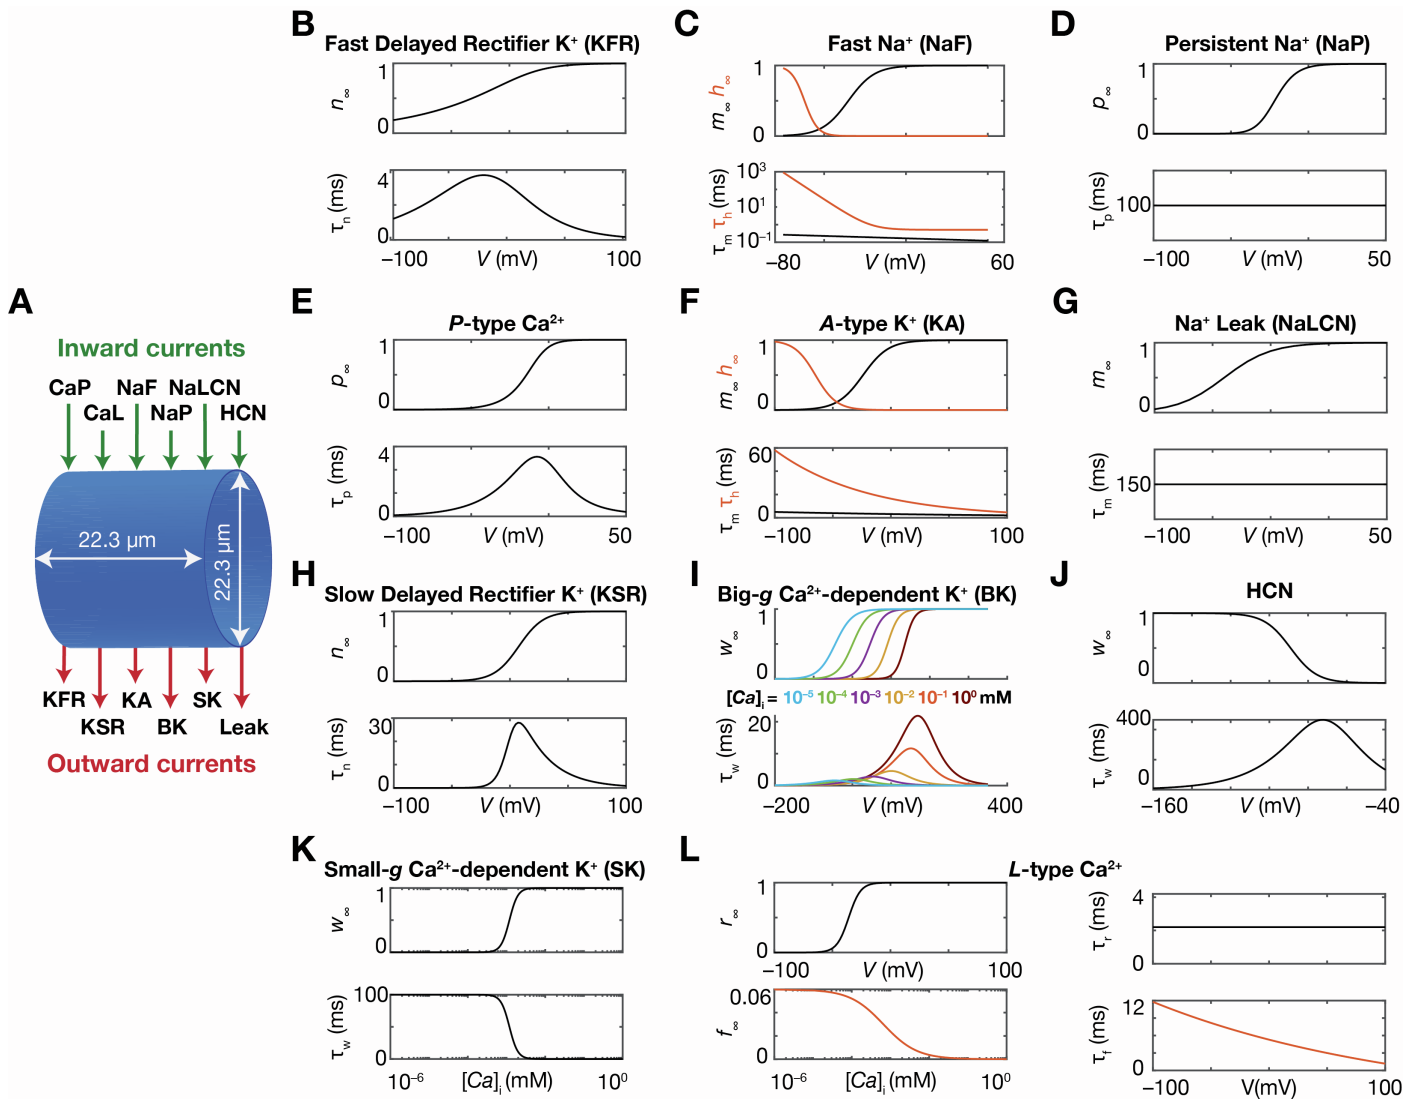 A
Inward currents
CaP NaF NaLCN
CaL NaP HCN
22.3 µm
22.3 µm
KFR KA SK
KSR BK Leak
Outward currents
B
Fast Delayed Rectifier K⁺ (KFR)
n∞
1
0
τn (ms)
4
0
−100 V (mV) 100
C
Fast Na⁺ (NaF)
m∞ h∞
1
0
τm τh (ms)
10³
10¹
10⁻¹
−80 V (mV) 60
D
Persistent Na⁺ (NaP)
p∞
1
0
τp (ms)
100
−100 V (mV) 50
E
P-type Ca²⁺
p∞
1
0
τp (ms)
4
0
−100 V (mV) 50
F
A-type K⁺ (KA)
m∞ h∞
1
0
τm τh (ms)
60
0
−100 V (mV) 100
G
Na⁺ Leak (NaLCN)
m∞
1
0
τm (ms)
150
−100 V (mV) 50
H
Slow Delayed Rectifier K⁺ (KSR)
n∞
1
0
τn (ms)
30
0
−100 V (mV) 100
I
Big-g Ca²⁺-dependent K⁺ (BK)
w∞
1
0
[Ca]i = 10⁻⁵ 10⁻⁴ 10⁻³ 10⁻² 10⁻¹ 10⁰ mM
τw (ms)
20
0
−200 V (mV) 400
J
HCN
w∞
1
0
τw (ms)
400
0
−160 V (mV) −40
K
Small-g Ca²⁺-dependent K⁺ (SK)
w∞
1
0
τw (ms)
100
0
10⁻⁶ [Ca]i (mM) 10⁰
L
L-type Ca²⁺
r∞
1
0
−100 V (mV) 100
τr (ms)
4
0
f∞
0.06
0
10⁻⁶ [Ca]i (mM) 10⁰
τf (ms)
12
0
−100 V(mV) 100